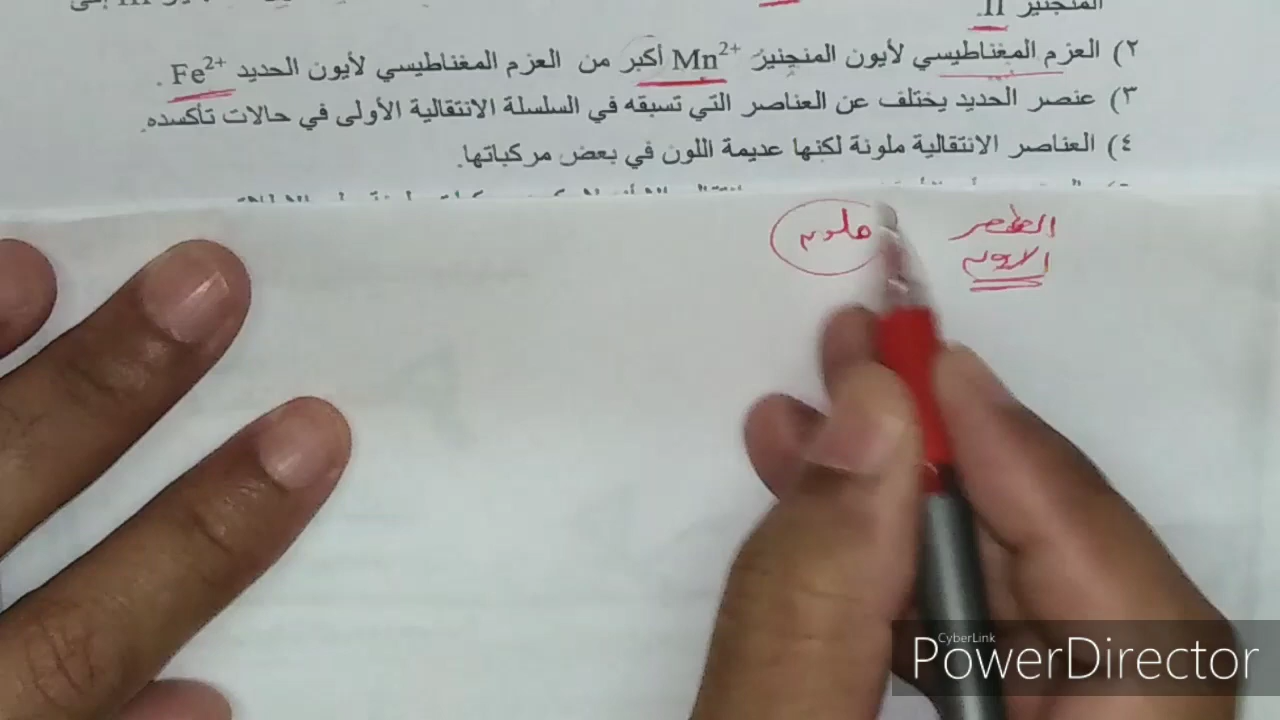 المنجنيز II.
٢) العزم المغناطيسي لأيون المنجنيز Mn²⁺ أكبر من العزم المغناطيسي لأيون الحديد Fe²⁺ .
٣) عنصر الحديد يختلف عن العناصر التي تسبقه في السلسلة الانتقالية الأولى في حالات تأكسده.
٤) العناصر الانتقالية ملونة لكنها عديمة اللون في بعض مركباتها.
العنصر
ملون
الايون
CyberLink
PowerDirector